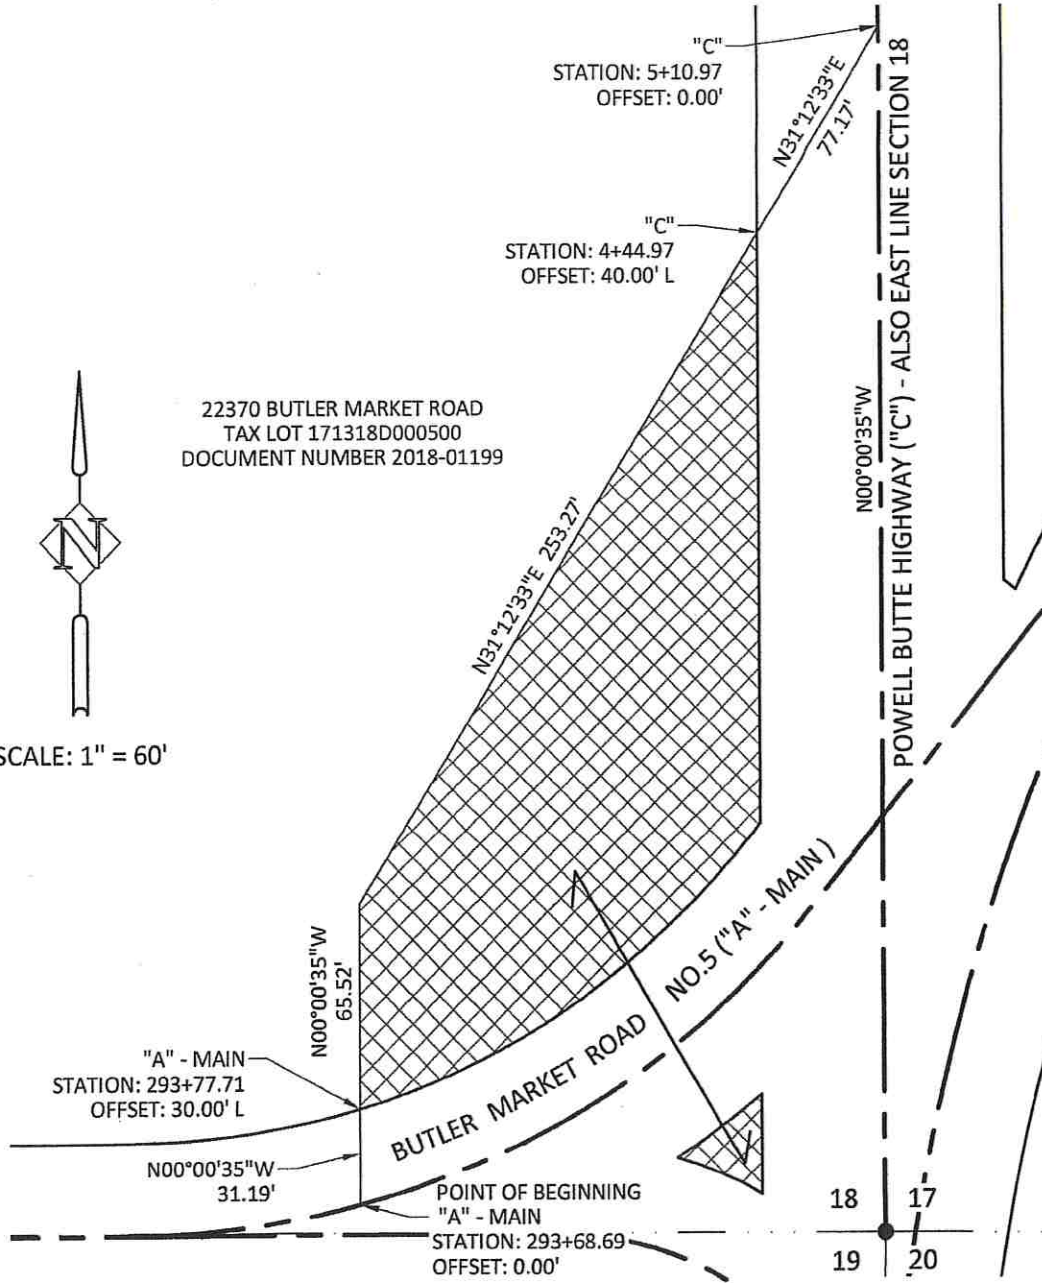 "C"
STATION: 5+10.97
OFFSET: 0.00'
N31°12'33"E
77.17'
"C"
STATION: 4+44.97
OFFSET: 40.00' L
22370 BUTLER MARKET ROAD
TAX LOT 171318D000500
DOCUMENT NUMBER 2018-01199
N
SCALE: 1" = 60'
N31°12'33"E 253.27'
N00°00'35"W
POWELL BUTTE HIGHWAY ("C") - ALSO EAST LINE SECTION 18
N00°00'35"W
65.52'
"A" - MAIN
STATION: 293+77.71
OFFSET: 30.00' L
N00°00'35"W
31.19'
BUTLER MARKET ROAD NO.5 ("A" - MAIN )
POINT OF BEGINNING
"A" - MAIN
STATION: 293+68.69
OFFSET: 0.00'
18 17
19 20